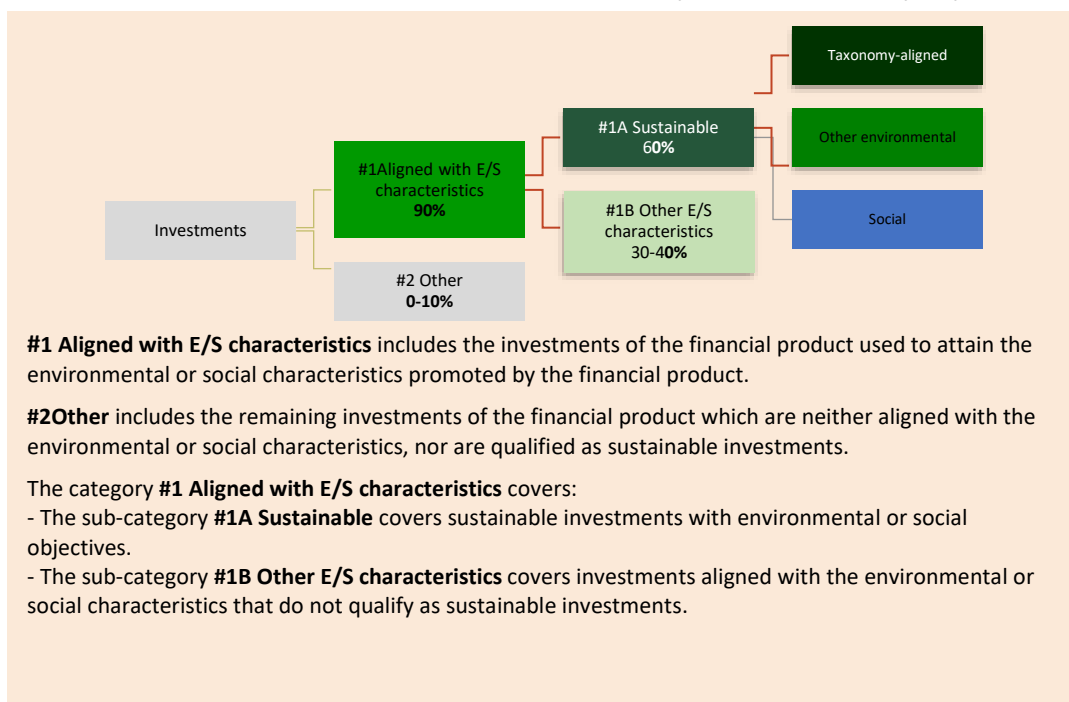 Taxonomy-aligned
#1A Sustainable
60%
Other environmental
#1Aligned with E/S
characteristics
90%
#1B Other E/S
characteristics
30-40%
Social
Investments
#2 Other
0-10%
#1 Aligned with E/S characteristics includes the investments of the financial product used to attain the
environmental or social characteristics promoted by the financial product.
#2Other includes the remaining investments of the financial product which are neither aligned with the
environmental or social characteristics, nor are qualified as sustainable investments.
The category #1 Aligned with E/S characteristics covers:
- The sub-category #1A Sustainable covers sustainable investments with environmental or social
objectives.
- The sub-category #1B Other E/S characteristics covers investments aligned with the environmental or
social characteristics that do not qualify as sustainable investments.